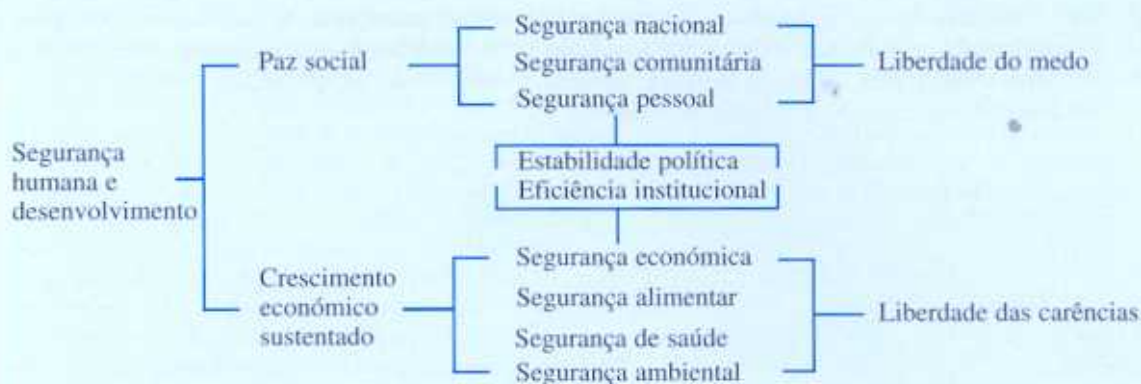 Segurança
humana e
desenvolvimento
Paz social
Segurança nacional
Segurança comunitária
Segurança pessoal
Liberdade do medo
Estabilidade política
Eficiência institucional
Crescimento
económico
sustentado
Segurança económica
Segurança alimentar
Segurança de saúde
Segurança ambiental
Liberdade das carências